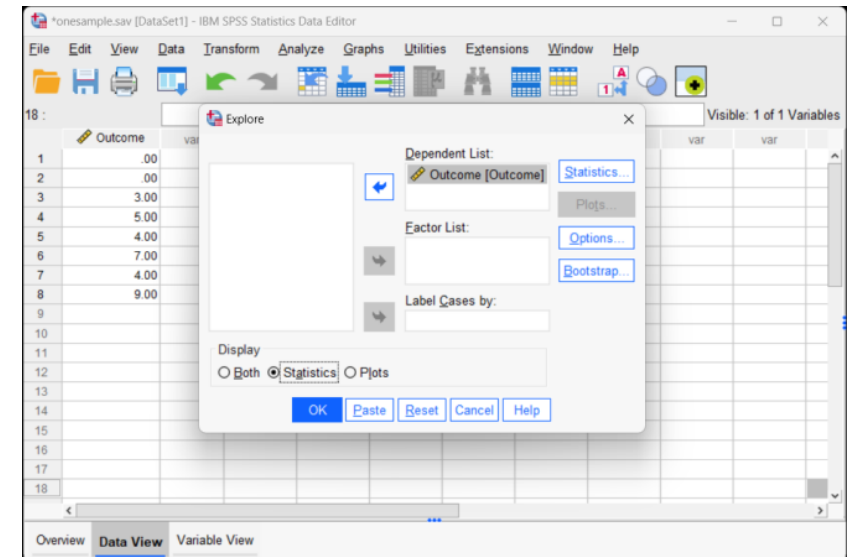 *onesample.sav [DataSet1] - IBM SPSS Statistics Data Editor
File Edit View Data Transform Analyze Graphs Utilities Extensions Window Help
18 :
Visible: 1 of 1 Variables
Outcome var var
1 .00
2 .00
3 3.00
4 5.00
5 4.00
6 7.00
7 4.00
8 9.00
9
10
11
12
13
14
15
16
17
18
Explore
Dependent List:
Outcome [Outcome]
Factor List:
Label Cases by:
Statistics...
Plots...
Options...
Bootstrap...
Display
Both Statistics Plots
OK Paste Reset Cancel Help
Overview Data View Variable View